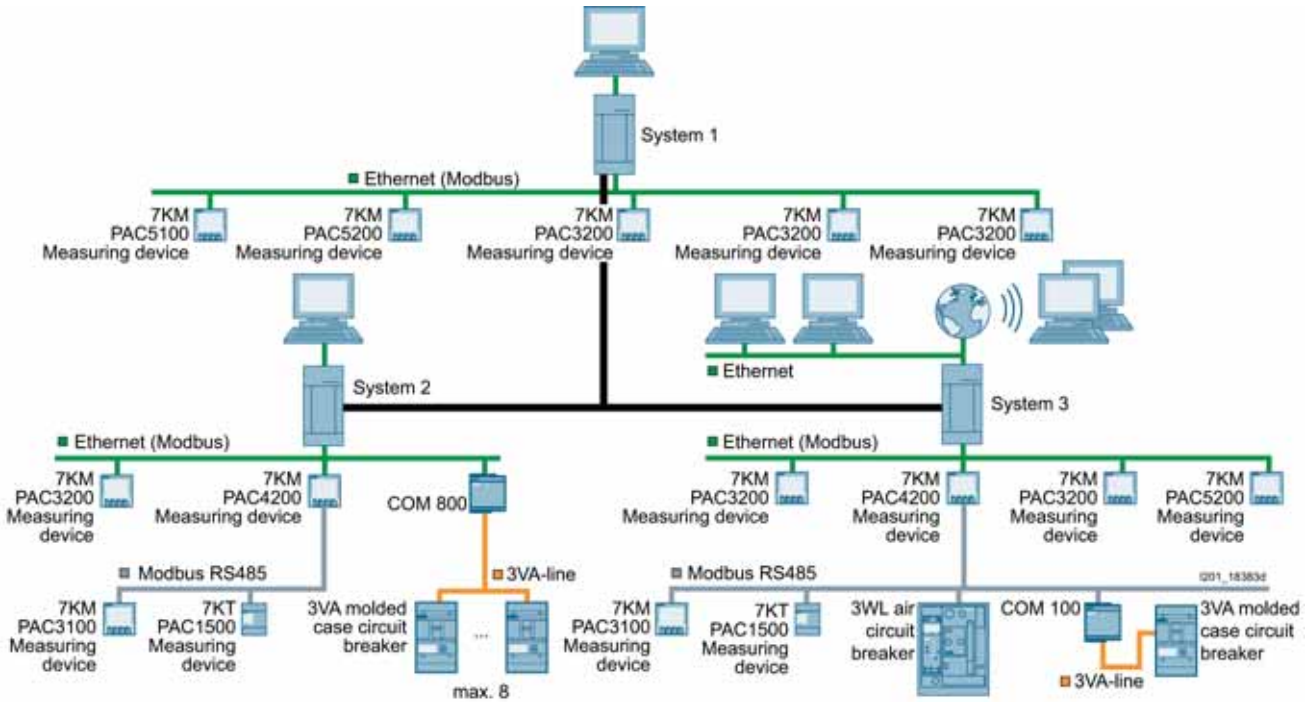 System 1
Ethernet (Modbus)
7KM
PAC5100
Measuring device
7KM
PAC5200
Measuring device
7KM
PAC3200
Measuring device
7KM
PAC3200
Measuring device
7KM
PAC3200
Measuring device
System 2
Ethernet
System 3
Ethernet (Modbus)
7KM
PAC3200
Measuring
device
7KM
PAC4200
Measuring device
COM 800
Ethernet (Modbus)
7KM
PAC3200
Measuring device
7KM
PAC4200
Measuring device
7KM
PAC3200
Measuring
device
7KM
PAC5200
Measuring
device
Modbus RS485
7KM
PAC3100
Measuring
device
7KT
PAC1500
Measuring
device
3VA-line
3VA molded
case circuit
breaker
...
max. 8
Modbus RS485
I201_18383d
7KM
PAC3100
Measuring
device
7KT
PAC1500
Measuring
device
3WL air
circuit
breaker
COM 100
3VA molded
case circuit
breaker
3VA-line